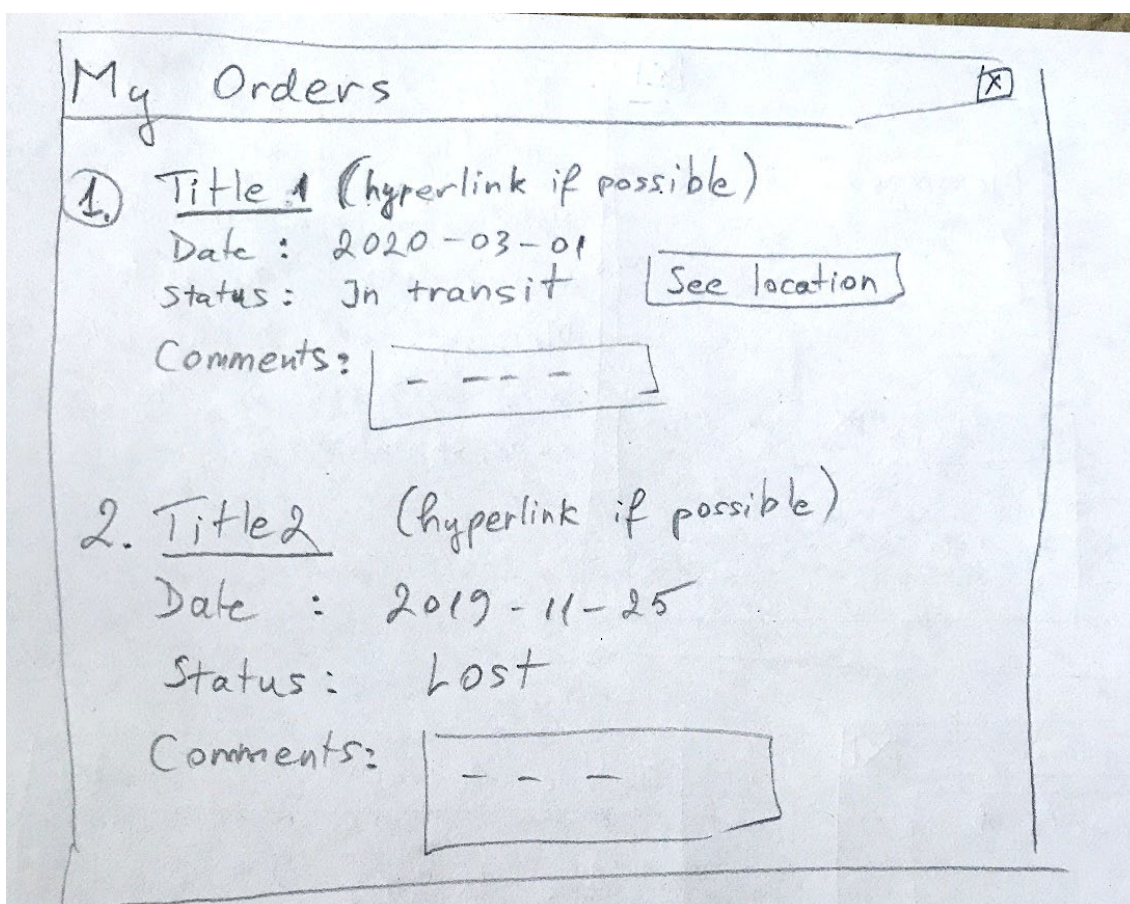 My Orders x
1. Title 1 (hyperlink if possible)
Date : 2020-03-01
Status: In transit See location
Comments: - -- -
2. Title2 (hyperlink if possible)
Date : 2019-11-25
Status: Lost
Comments: - - -